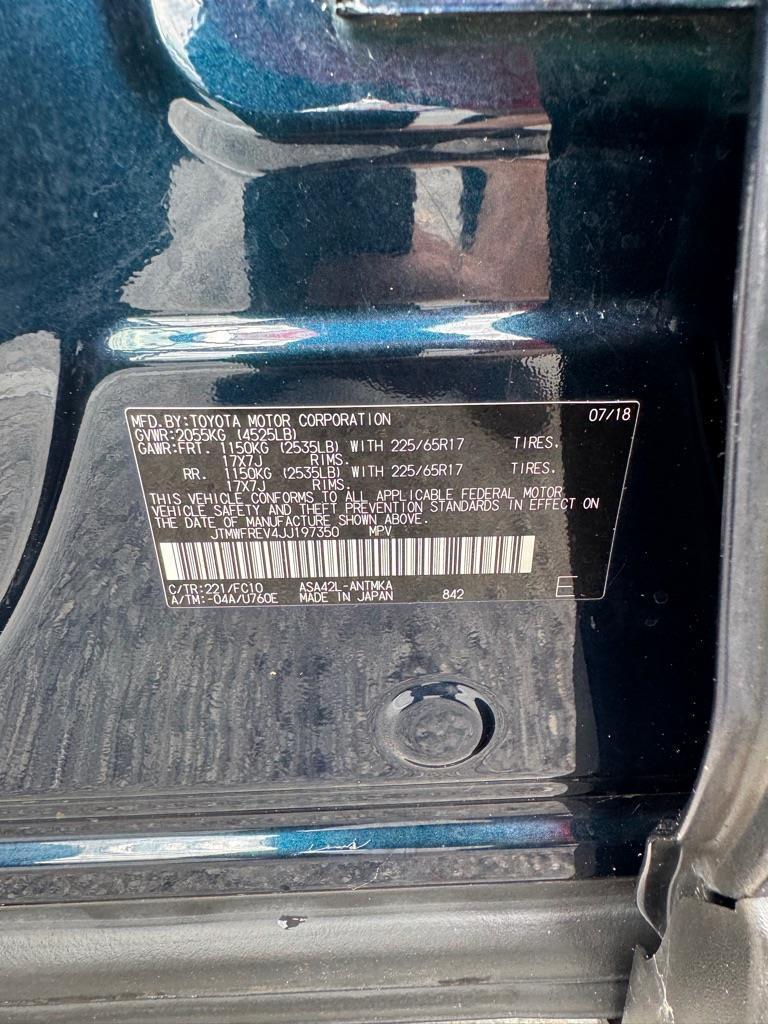 MFD.BY:TOYOTA MOTOR CORPORATION 07/18
GVWR:2055KG (4525LB)
GAWR:FRT. 1150KG (2535LB) WITH 225/65R17 TIRES.
17X7J RIMS.
RR. 1150KG (2535LB) WITH 225/65R17 TIRES.
17X7J RIMS.
THIS VEHICLE CONFORMS TO ALL APPLICABLE FEDERAL MOTOR
VEHICLE SAFETY AND THEFT PREVENTION STANDARDS IN EFFECT ON
THE DATE OF MANUFACTURE SHOWN ABOVE.
JTMWFREV4JJ197350 MPV
C/TR:221/FC10 ASA42L-ANTMKA
A/TM:-04A/U760E MADE IN JAPAN 842 E